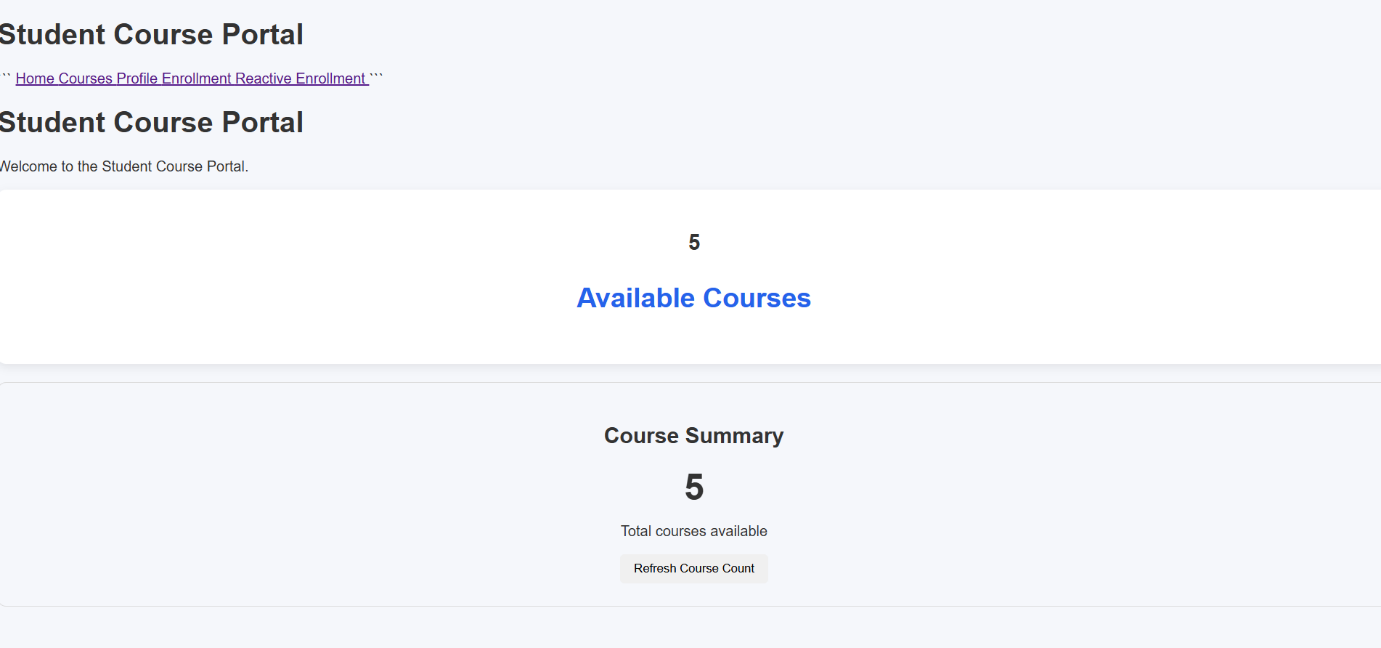 Student Course Portal
``` Home Courses Profile Enrollment Reactive Enrollment ```
Student Course Portal
Welcome to the Student Course Portal.
5
Available Courses
Course Summary
5
Total courses available
Refresh Course Count